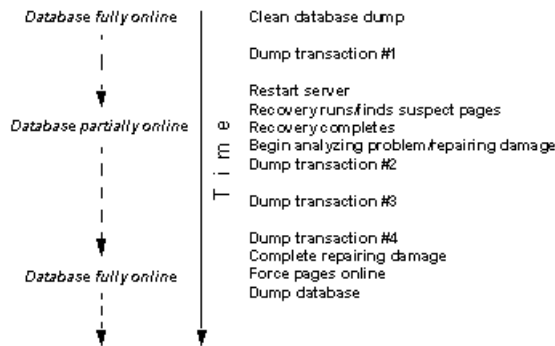 Database fully online
Clean database dump
Dump transaction #1
Restart server
Recovery runs/finds suspect pages
Database partially online
Recovery completes
Begin analyzing problem/repairing damage
Dump transaction #2
Time
Dump transaction #3
Dump transaction #4
Complete repairing damage
Database fully online
Force pages online
Dump database